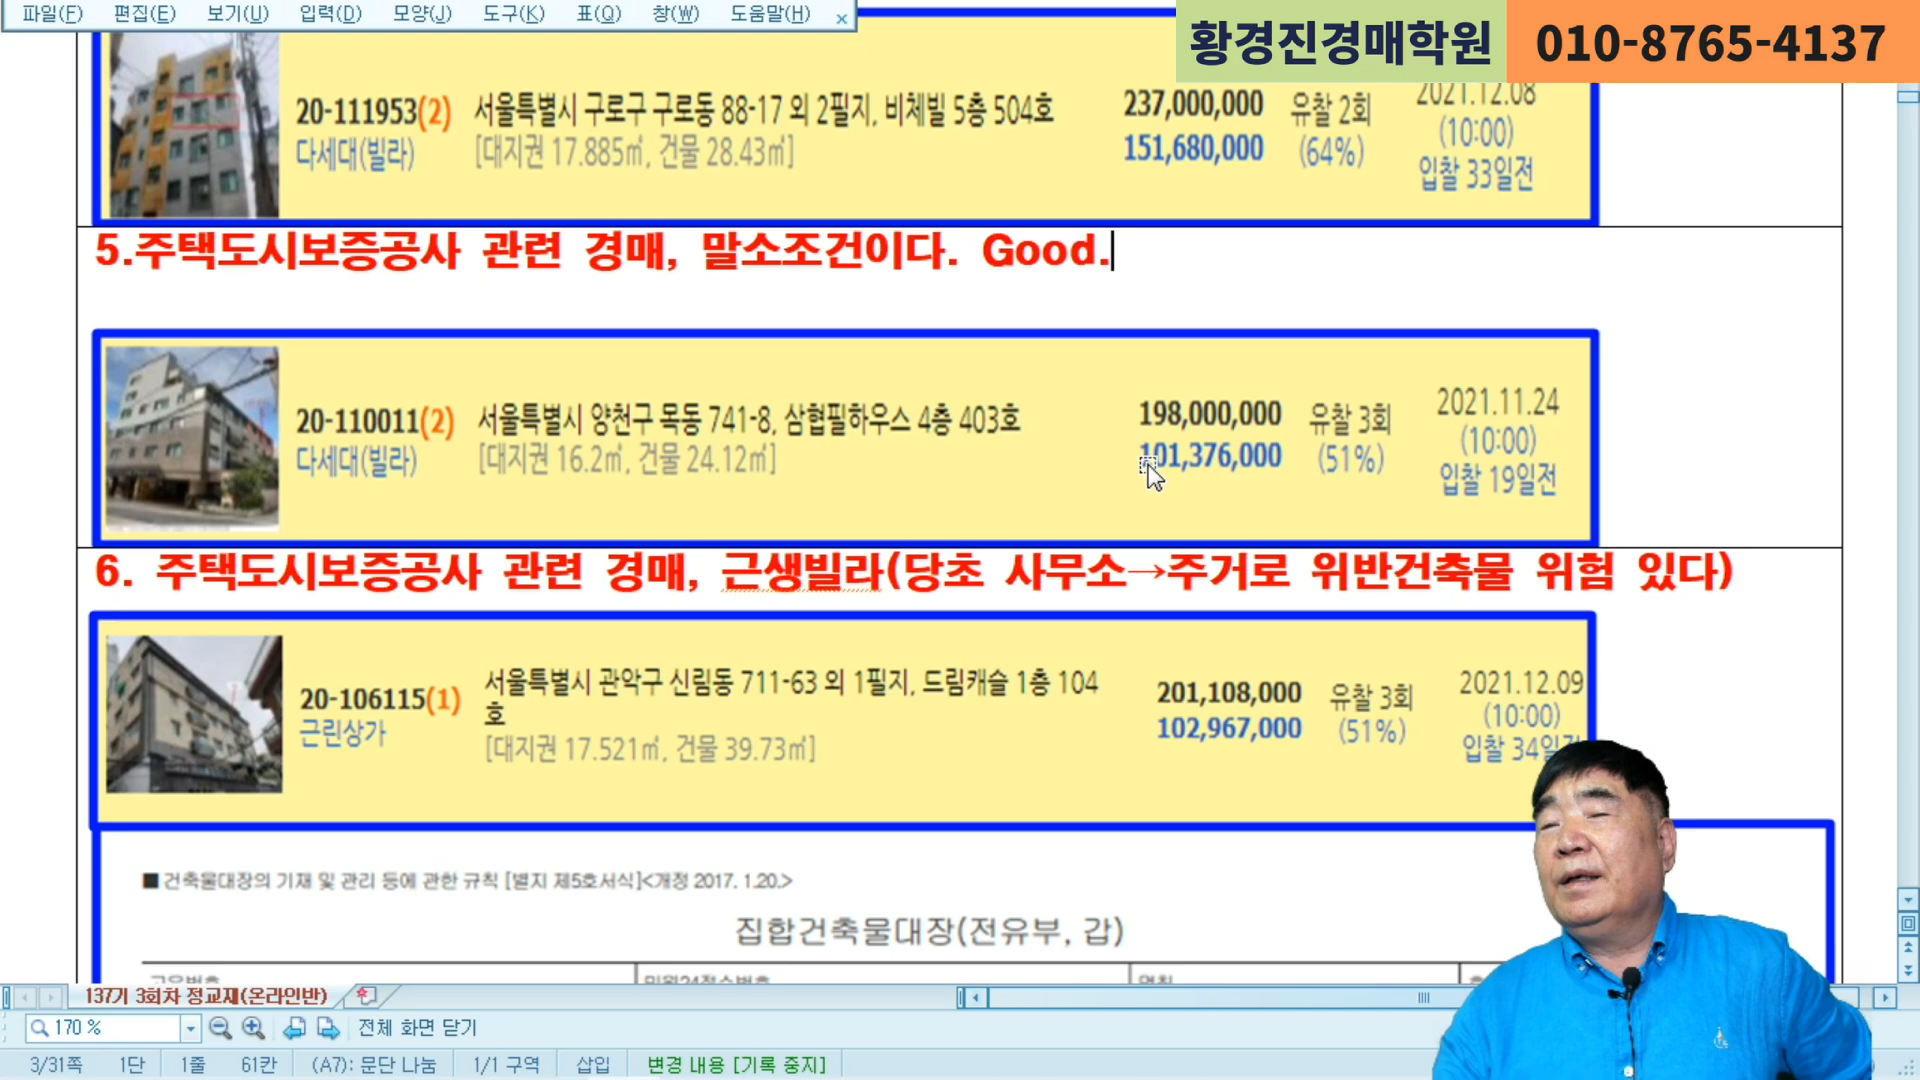 파일(F) 편집(E) 보기(U) 입력(D) 모양(J) 도구(K) 표(Q) 창(W) 도움말(H) ×
황경진경매학원 010-8765-4137
20-111953(2) 서울특별시 구로구 구로동 88-17 외 2필지, 비체빌 5층 504호 237,000,000 유찰 2회 2021.12.08
다세대(빌라) [대지권 17.885㎡, 건물 28.43㎡] 151,680,000 (64%) (10:00)
입찰 33일전
5.주택도시보증공사 관련 경매, 말소조건이다. Good.
20-110011(2) 서울특별시 양천구 목동 741-8, 삼협필하우스 4층 403호 198,000,000 유찰 3회 2021.11.24
다세대(빌라) [대지권 16.2㎡, 건물 24.12㎡] 101,376,000 (51%) (10:00)
입찰 19일전
6. 주택도시보증공사 관련 경매, 근생빌라(당초 사무소→주거로 위반건축물 위험 있다)
20-106115(1) 서울특별시 관악구 신림동 711-63 외 1필지, 드림캐슬 1층 104 201,108,000 유찰 3회 2021.12.09
호
근린상가 [대지권 17.521㎡, 건물 39.73㎡] 102,967,000 (51%) (10:00)
입찰 34일
■건축물대장의 기재 및 관리 등에 관한 규칙 [별지 제5호서식]<개정 2017. 1.20.>
집합건축물대장(전유부, 갑)
137기 3회차 정교재(온라인반)
170 % 전체 화면 닫기
3/31쪽 1단 1줄 61칸 (A7): 문단 나눔 1/1 구역 삽입 변경 내용 [기록 중지]